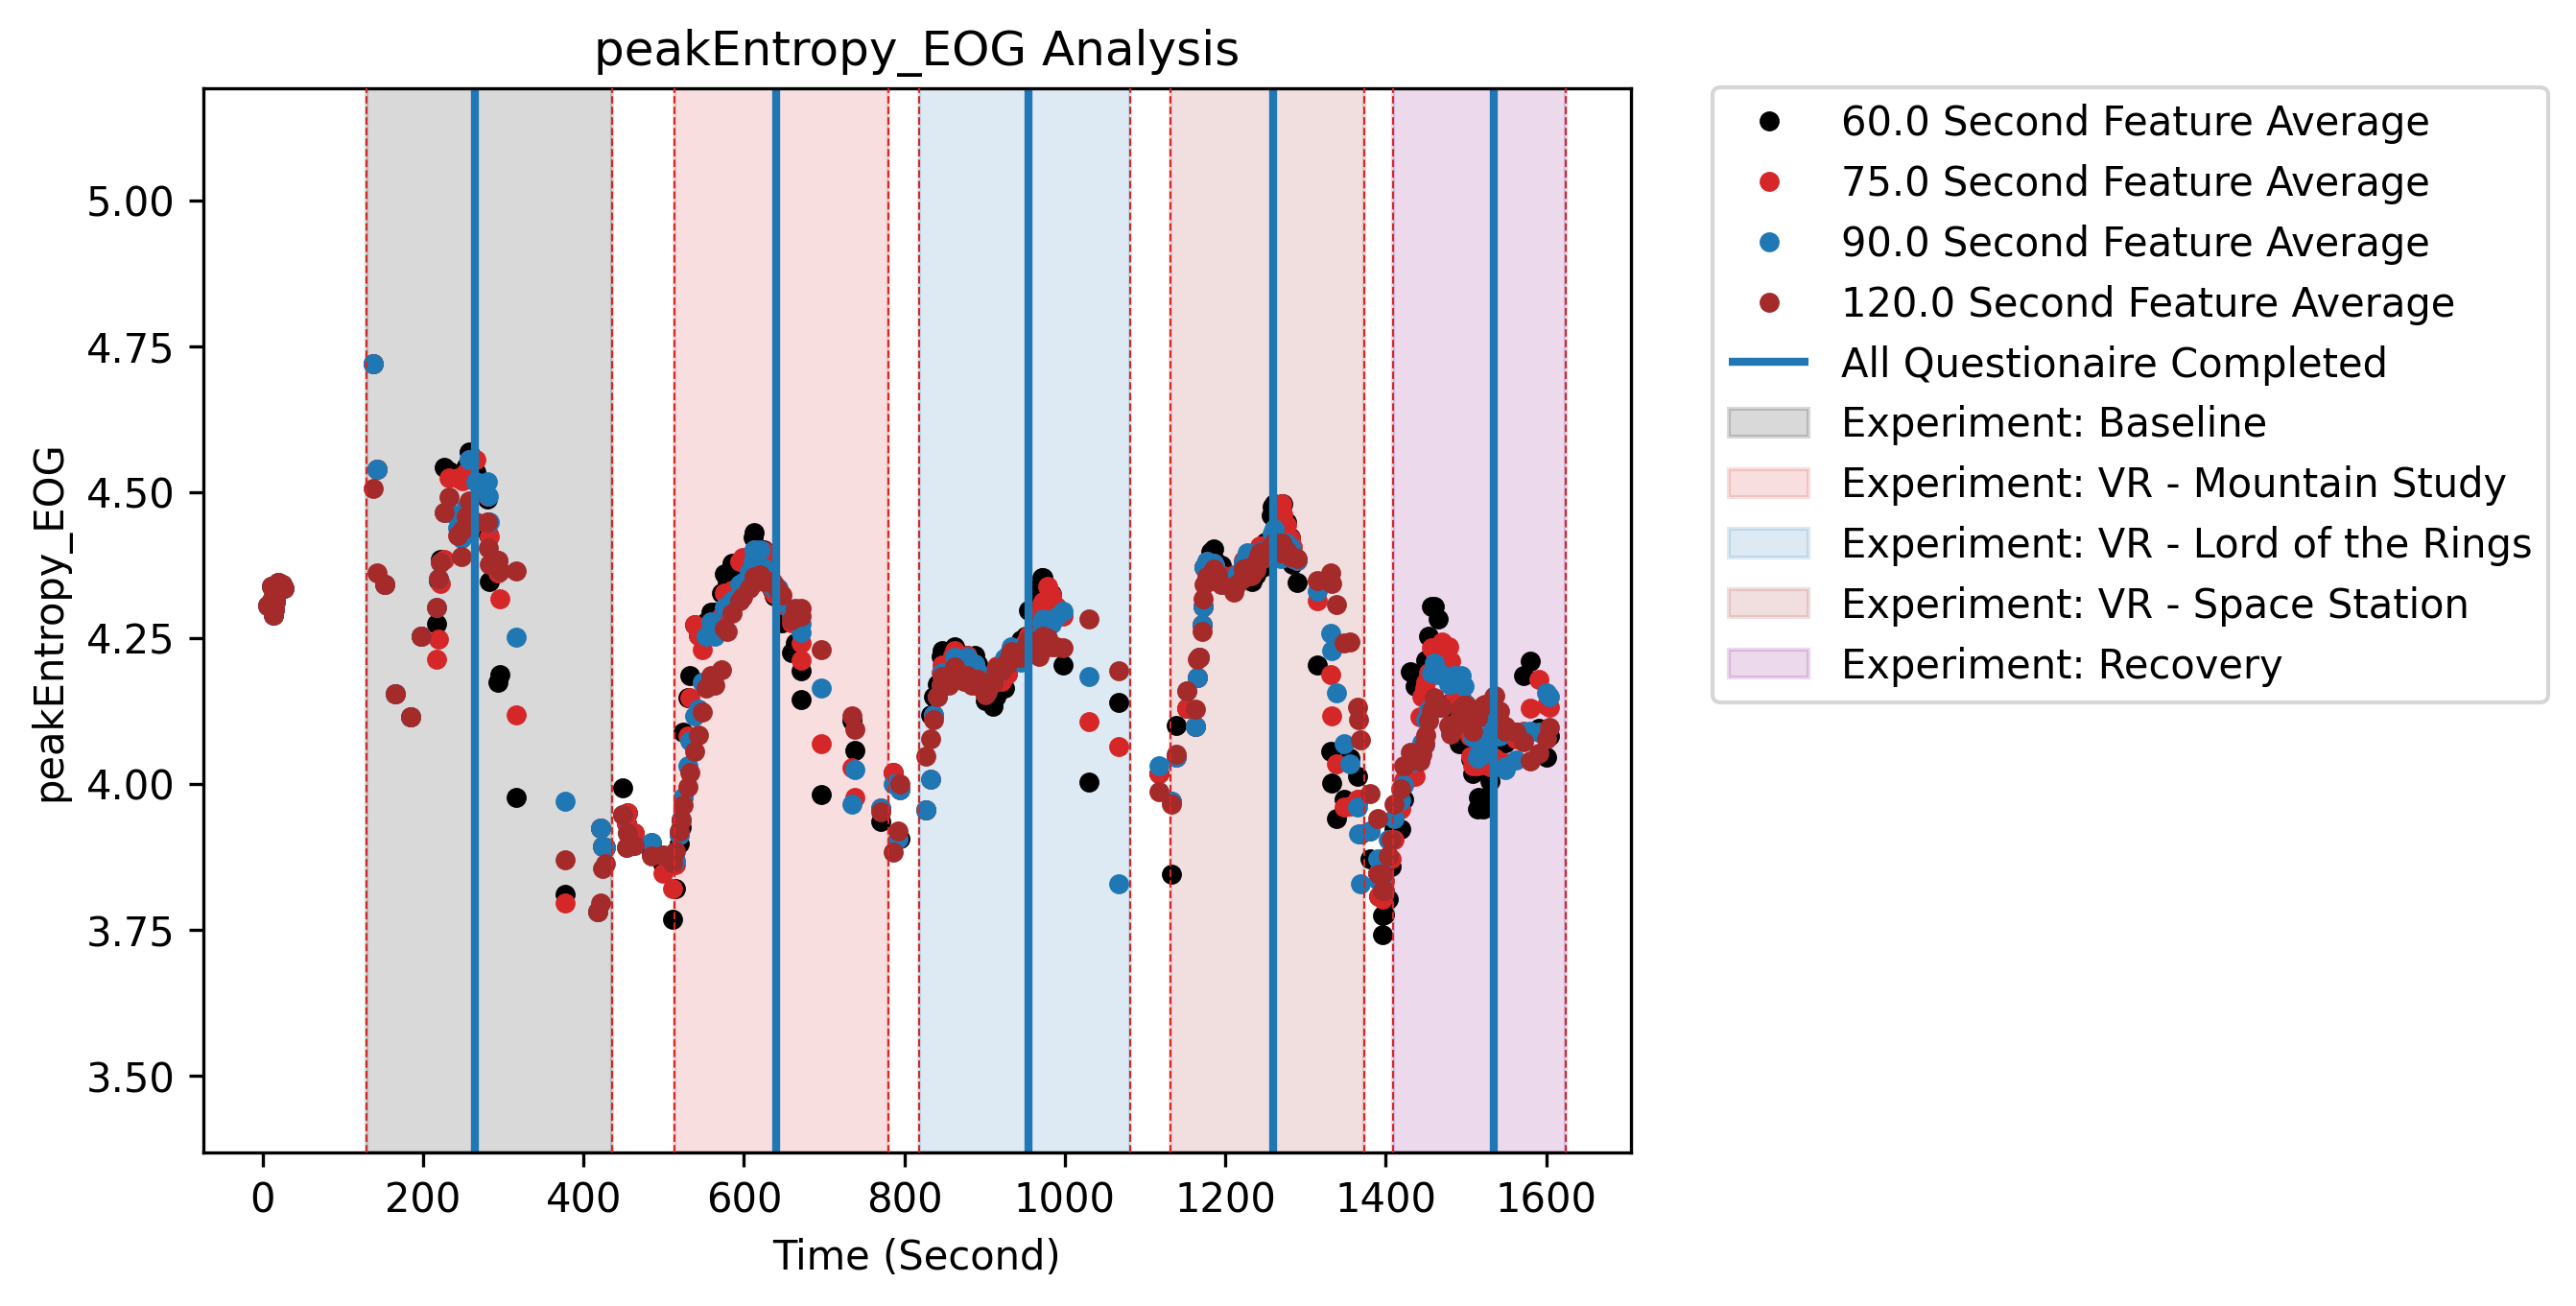 peakEntropy_EOG Analysis
peakEntropy_EOG
5.00
4.75
4.50
4.25
4.00
3.75
3.50
0 200 400 600 800 1000 1200 1400 1600
Time (Second)
60.0 Second Feature Average
75.0 Second Feature Average
90.0 Second Feature Average
120.0 Second Feature Average
All Questionaire Completed
Experiment: Baseline
Experiment: VR - Mountain Study
Experiment: VR - Lord of the Rings
Experiment: VR - Space Station
Experiment: Recovery